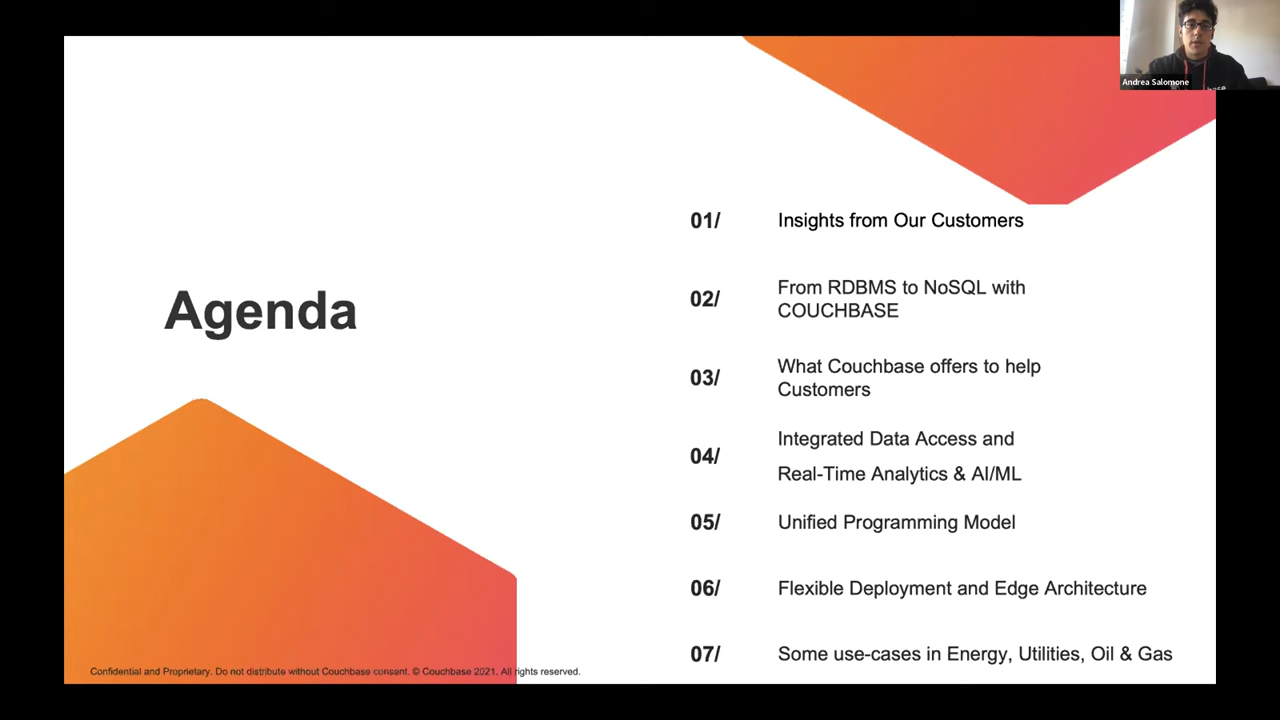 Andrea Salomone
Agenda
01/ Insights from Our Customers
02/ From RDBMS to NoSQL with
COUCHBASE
03/ What Couchbase offers to help
Customers
04/ Integrated Data Access and
Real-Time Analytics & AI/ML
05/ Unified Programming Model
06/ Flexible Deployment and Edge Architecture
07/ Some use-cases in Energy, Utilities, Oil & Gas
Confidential and Proprietary. Do not distribute without Couchbase consent. © Couchbase 2021. All rights reserved.